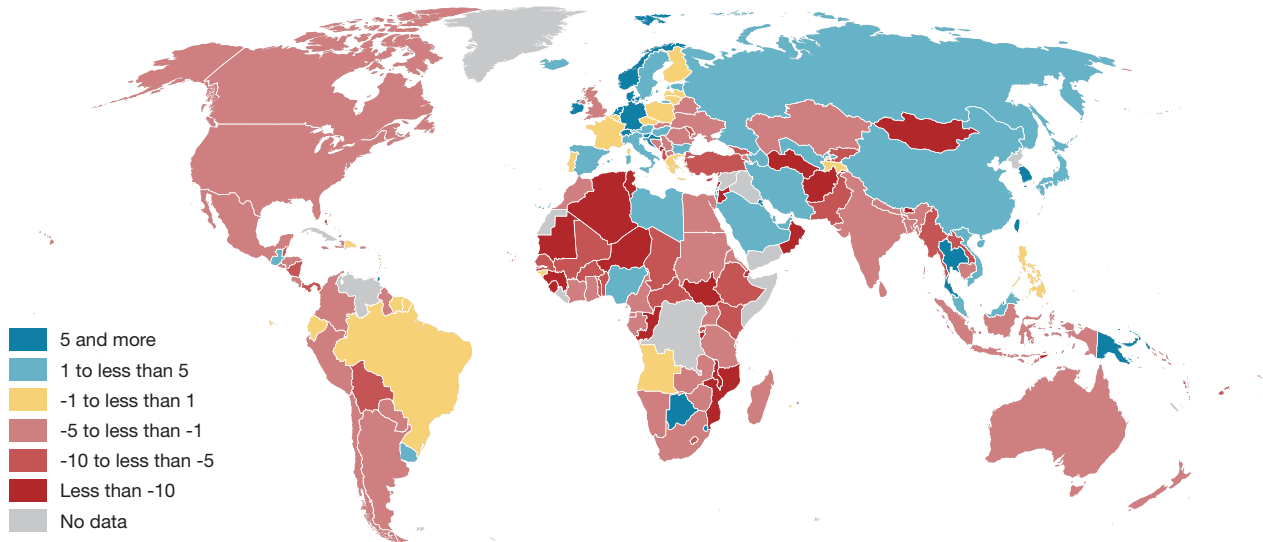 5 and more
1 to less than 5
-1 to less than 1
-5 to less than -1
-10 to less than -5
Less than -10
No data